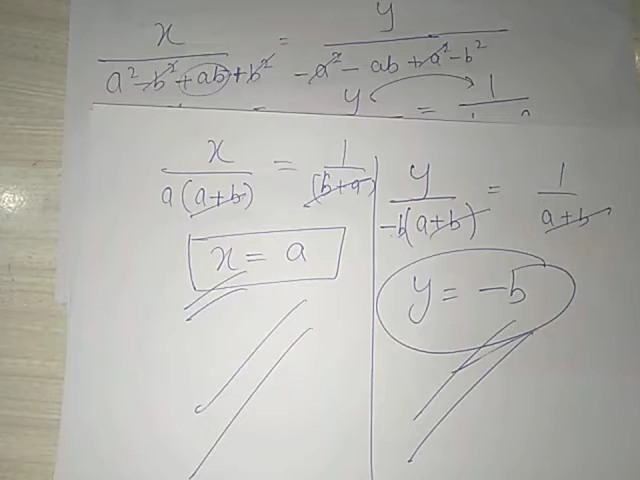 x / (a² - b² + ab + b²) = y / (-a² - ab + a² - b²)
y = 1
x / a(a+b) = 1 / (b+a)
x = a
y / -b(a+b) = 1 / a+b
y = -b